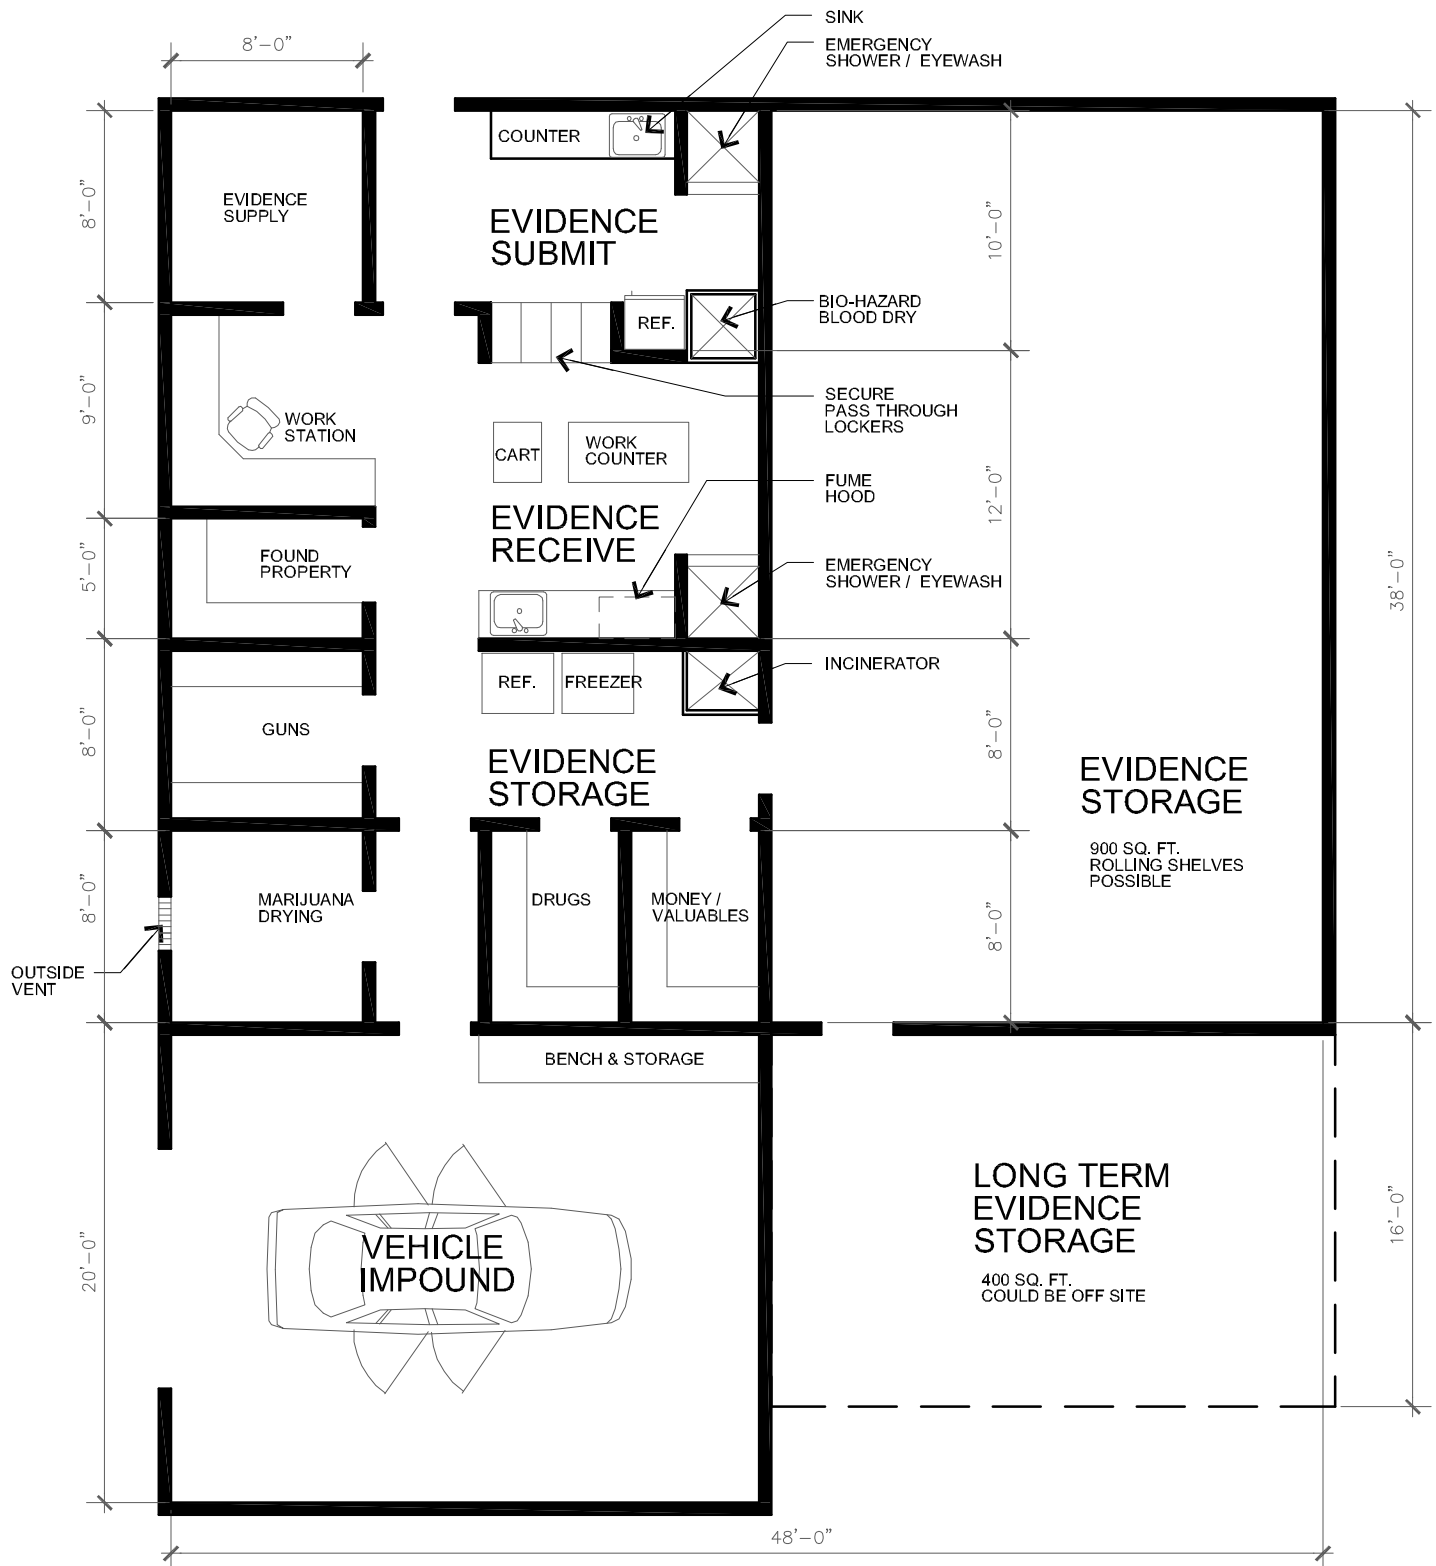 8'-0"
SINK
EMERGENCY
SHOWER / EYEWASH
COUNTER
8'-0"
EVIDENCE
SUPPLY
EVIDENCE
SUBMIT
10'-0"
REF.
BIO-HAZARD
BLOOD DRY
9'-0"
WORK
STATION
CART
WORK
COUNTER
SECURE
PASS THROUGH
LOCKERS
FUME
HOOD
12'-0"
EVIDENCE
RECEIVE
5'-0"
FOUND
PROPERTY
EMERGENCY
SHOWER / EYEWASH
38'-0"
REF.
FREEZER
INCINERATOR
8'-0"
GUNS
EVIDENCE
STORAGE
8'-0"
EVIDENCE
STORAGE
900 SQ. FT.
ROLLING SHELVES
POSSIBLE
8'-0"
MARIJUANA
DRYING
DRUGS
MONEY /
VALUABLES
8'-0"
OUTSIDE
VENT
BENCH & STORAGE
LONG TERM
EVIDENCE
STORAGE
400 SQ. FT.
COULD BE OFF SITE
16'-0"
20'-0"
VEHICLE
IMPOUND
48'-0"